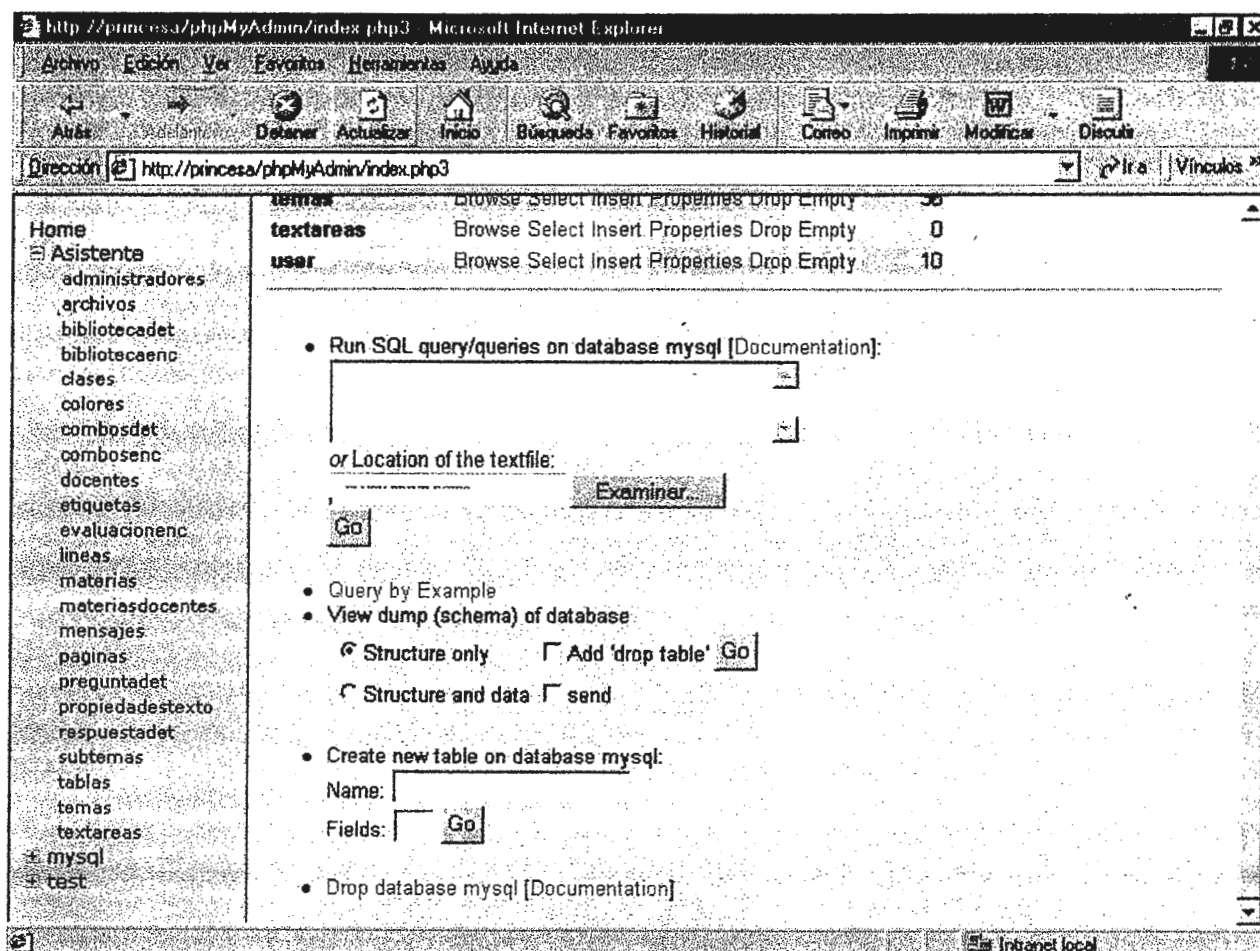 http://princesa/phpMyAdmin/index.php3 - Microsoft Internet Explorer
Archivo Edición Ver Favoritos Herramientas Ayuda
Atrás Adelante Detener Actualizar Inicio Búsqueda Favoritos Historial Correo Imprimir Modificar Discutir
Dirección http://princesa/phpMyAdmin/index.php3 Ir a Vínculos »
Home
Asistente
administradores
archivos
bibliotecadet
bibliotecaenc
clases
colores
combosdet
combosenc
docentes
etiquetas
evaluacionenc
lineas
materias
materiasdocentes
mensajes
paginas
preguntadet
propiedadestexto
respuestadet
subtemas
tablas
temas
textareas
mysql
test
temas Browse Select Insert Properties Drop Empty
textareas Browse Select Insert Properties Drop Empty 0
user Browse Select Insert Properties Drop Empty 10
• Run SQL query/queries on database mysql [Documentation]:
or Location of the textfile:
Examinar...
Go
• Query by Example
• View dump (schema) of database
Structure only Add 'drop table' Go
Structure and data send
• Create new table on database mysql:
Name:
Fields: Go
• Drop database mysql [Documentation]
Intranet local